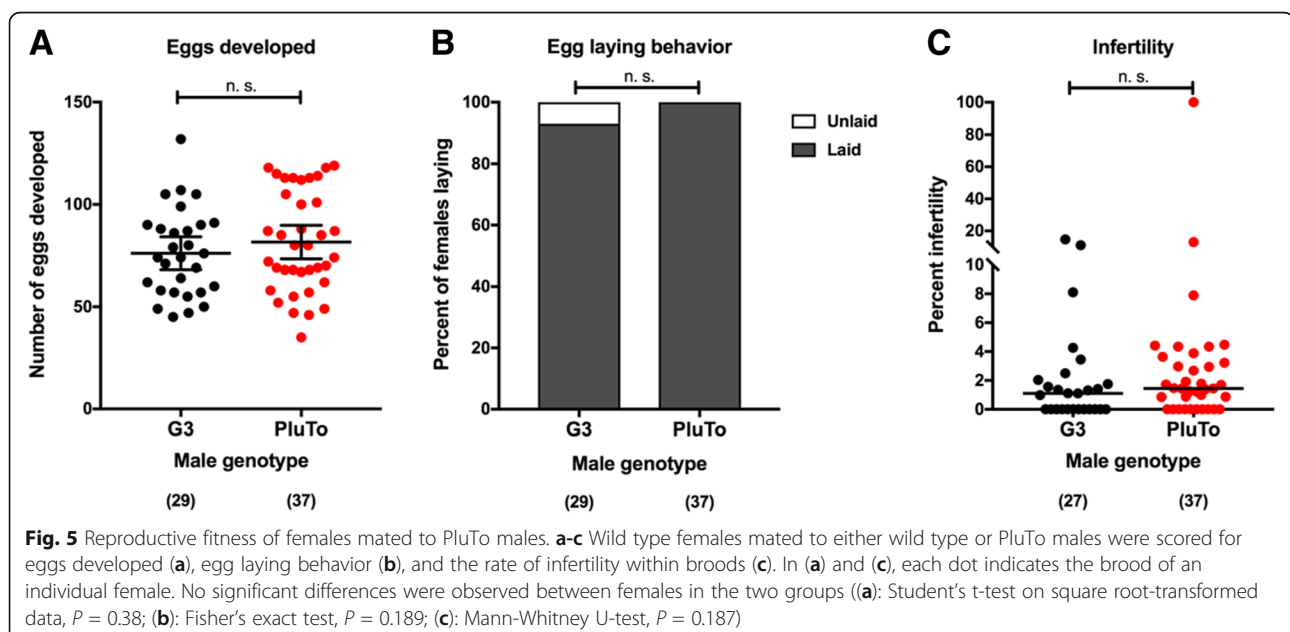 A
Eggs developed
n. s.
Number of eggs developed
150
100
50
0
G3
PluTo
Male genotype
(29)
(37)
B
Egg laying behavior
n. s.
Percent of females laying
100
80
60
40
20
0
G3
PluTo
Male genotype
(29)
(37)
Unlaid
Laid
C
Infertility
n. s.
Percent infertility
100
80
60
40
20
10
8
6
4
2
0
G3
PluTo
Male genotype
(27)
(37)
Fig. 5 Reproductive fitness of females mated to PluTo males. a-c Wild type females mated to either wild type or PluTo males were scored for
eggs developed (a), egg laying behavior (b), and the rate of infertility within broods (c). In (a) and (c), each dot indicates the brood of an
individual female. No significant differences were observed between females in the two groups ((a): Student’s t-test on square root-transformed
data, P = 0.38; (b): Fisher’s exact test, P = 0.189; (c): Mann-Whitney U-test, P = 0.187)